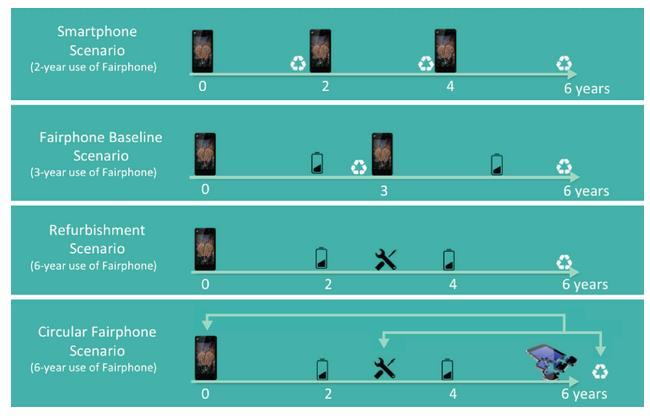 Smartphone
Scenario
(2-year use of Fairphone)
0 2 4 6 years
Fairphone Baseline
Scenario
(3-year use of Fairphone)
0 3 6 years
Refurbishment
Scenario
(6-year use of Fairphone)
0 2 4 6 years
Circular Fairphone
Scenario
(6-year use of Fairphone)
0 2 4 6 years